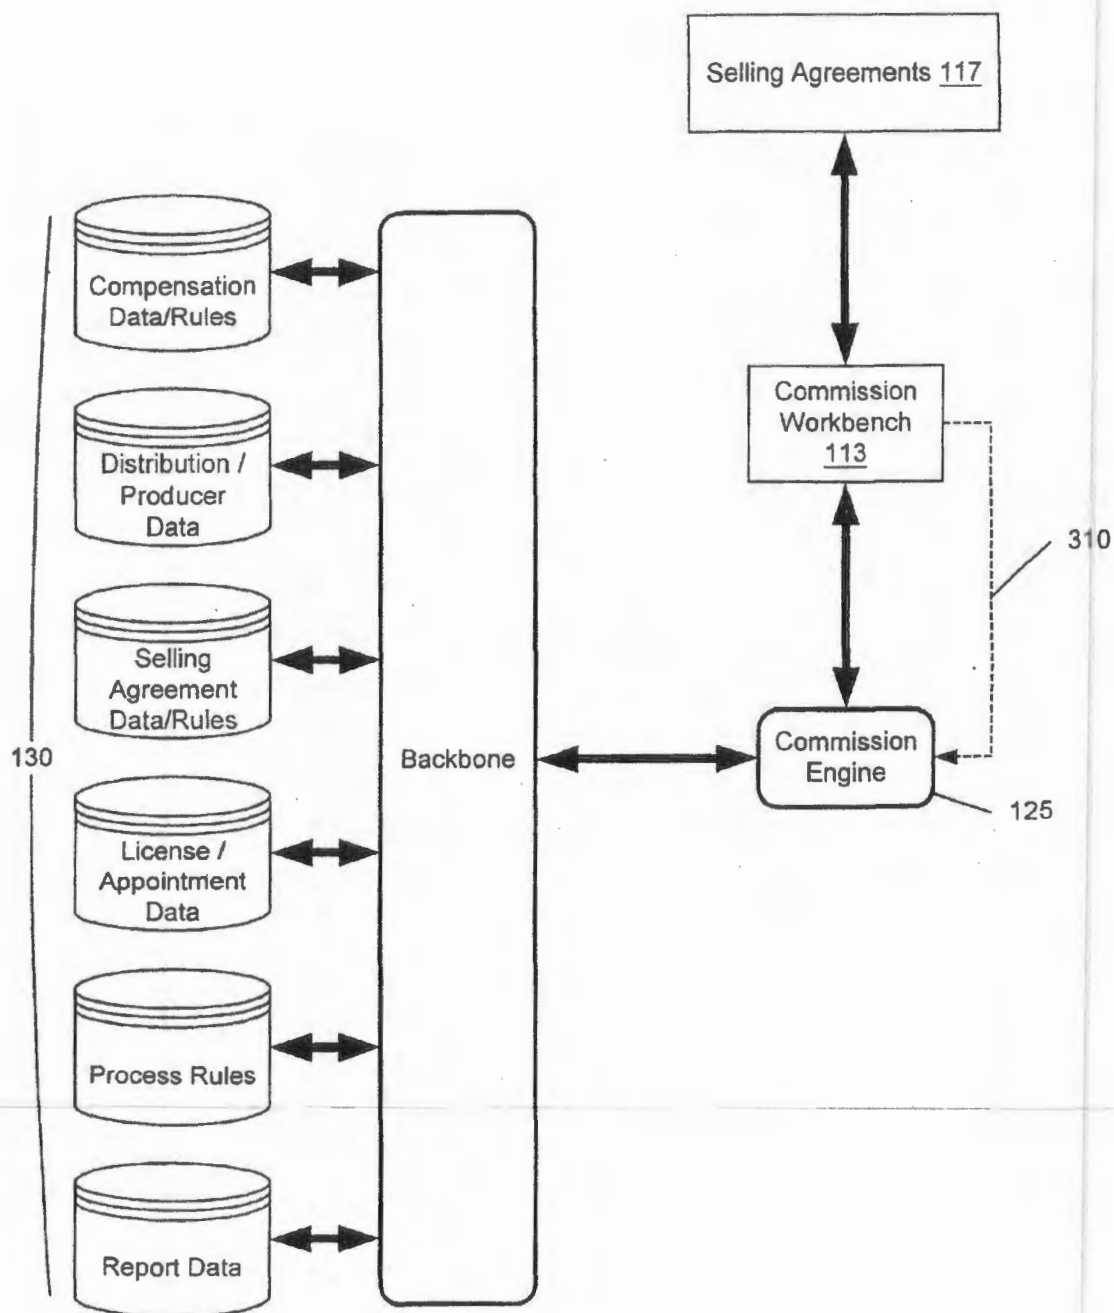 Selling Agreements 117
Compensation
Data/Rules
Distribution /
Producer
Data
Selling
Agreement
Data/Rules
130
License /
Appointment
Data
Process Rules
Report Data
Backbone
Commission
Workbench
113
310
Commission
Engine
125